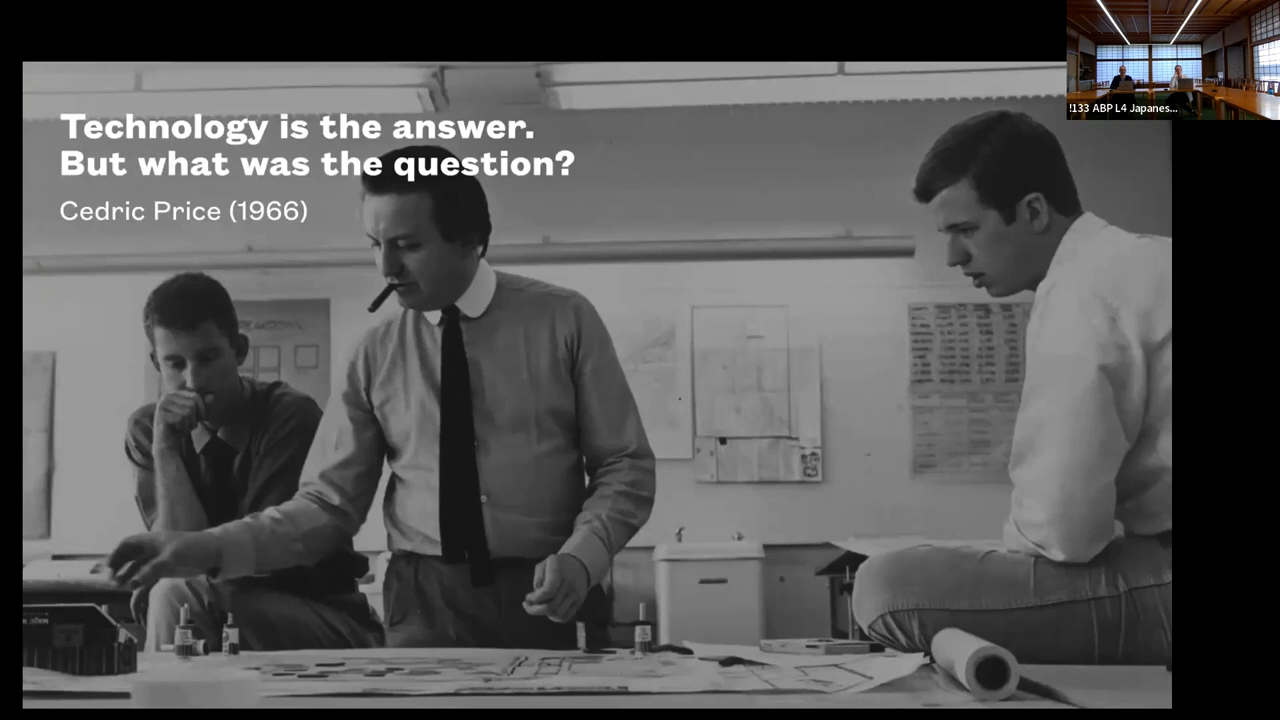 Technology is the answer.
But what was the question?
Cedric Price (1966)
!133 ABP L4 Japanes...